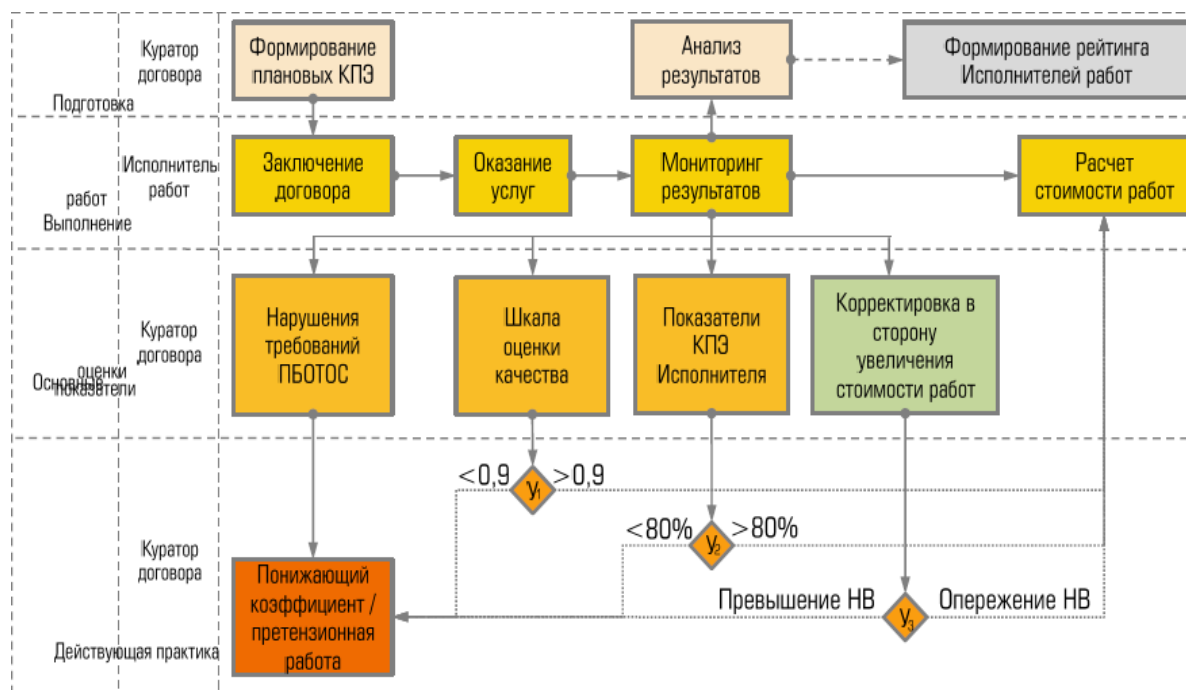 Куратор
договора
Подготовка
Формирование
плановых КПЭ
Анализ
результатов
Формирование рейтинга
Исполнителей работ
Исполнитель
работ
работ
Выполнение
Заключение
договора
Оказание
услуг
Мониторинг
результатов
Расчет
стоимости работ
Куратор
договора
оценки
Основные
показатели
Нарушения
требований
ПБОТОС
Шкала
оценки
качества
Показатели
КПЭ
Исполнителя
Корректировка в
сторону
увеличения
стоимости работ
<0,9
У1
>0,9
<80%
У2
>80%
Куратор
договора
Действующая практика
Понижающий
коэффициент /
претензионная
работа
Превышение НВ
У3
Опережение НВ